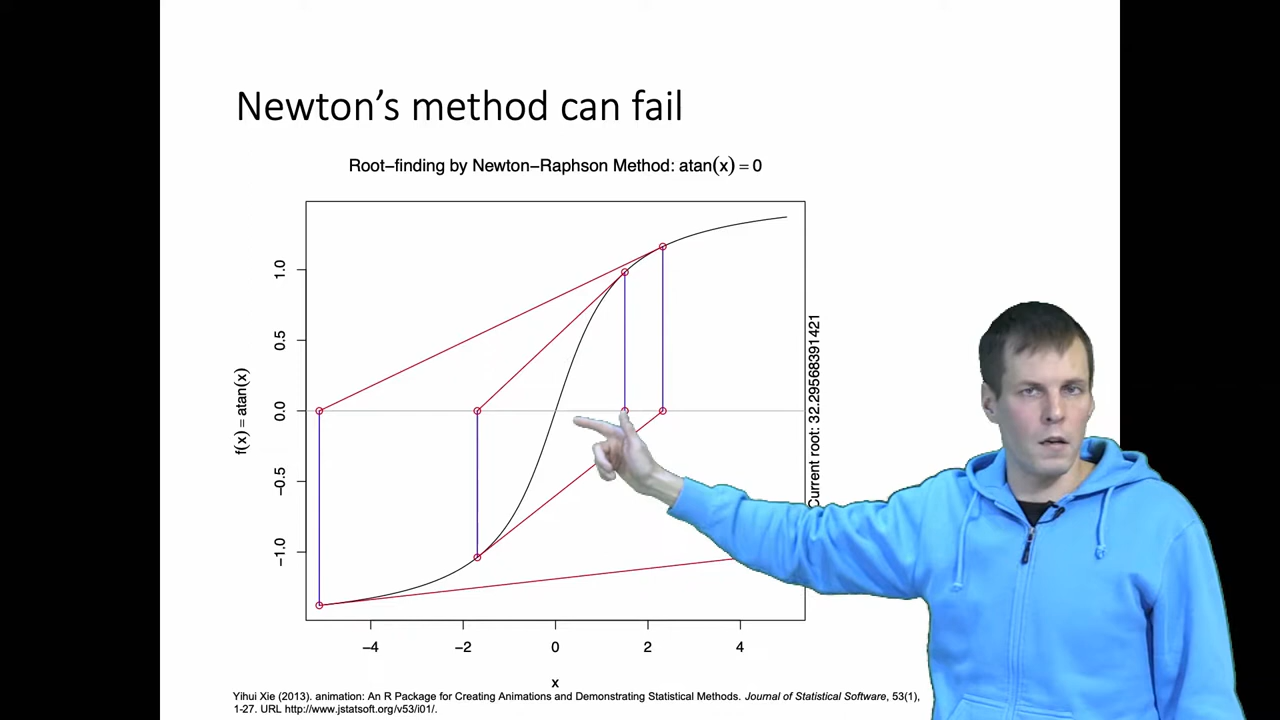 Newton’s method can fail
Root−finding by Newton−Raphson Method: atan(x) = 0
f(x) = atan(x)
1.0
0.5
0.0
−0.5
−1.0
Current root: 32.29568391421
−4
−2
0
2
4
x
Yihui Xie (2013). animation: An R Package for Creating Animations and Demonstrating Statistical Methods. Journal of Statistical Software, 53(1),
1-27. URL http://www.jstatsoft.org/v53/i01/.